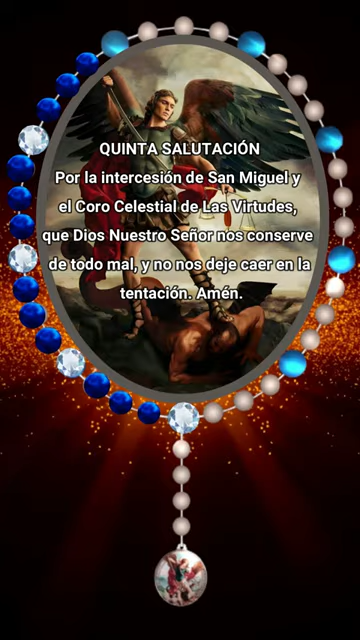 QUINTA SALUTACIÓN
Por la intercesión de San Miguel y
el Coro Celestial de Las Virtudes,
que Dios Nuestro Señor nos conserve
de todo mal, y no nos deje caer en la
tentación. Amén.